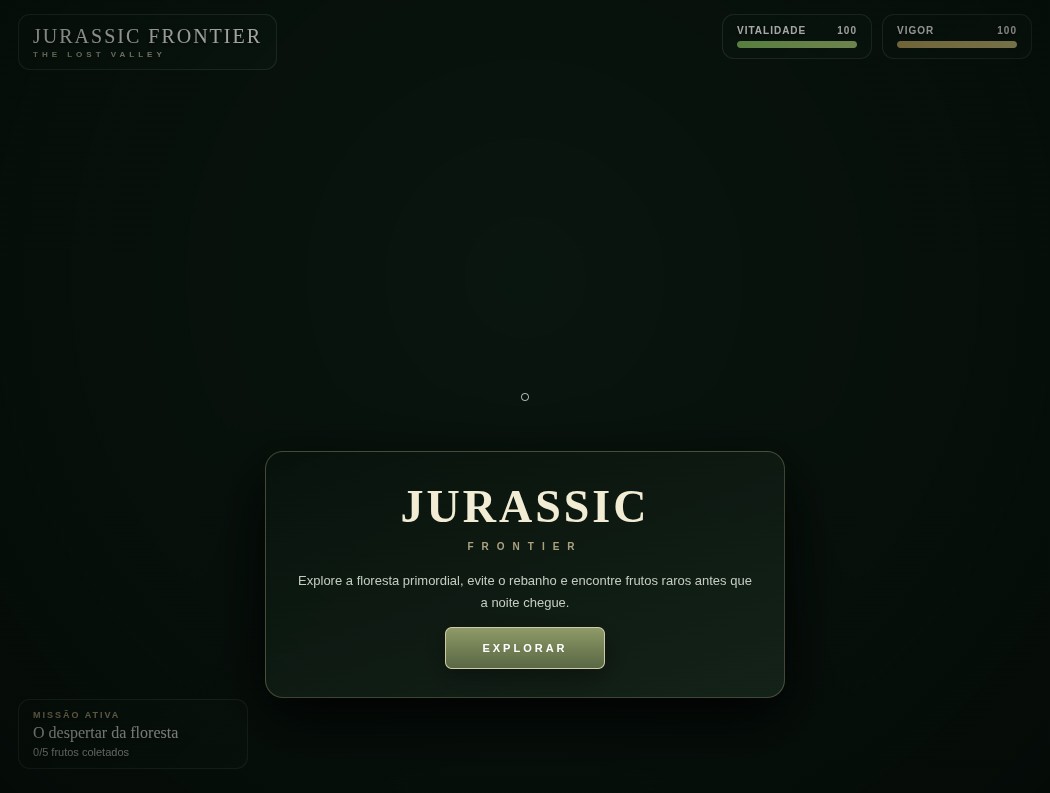 JURASSIC FRONTIER
THE LOST VALLEY
VITALIDADE 100
VIGOR 100
JURASSIC
FRONTIER
Explore a floresta primordial, evite o rebanho e encontre frutos raros antes que
a noite chegue.
EXPLORAR
MISSÃO ATIVA
O despertar da floresta
0/5 frutos coletados